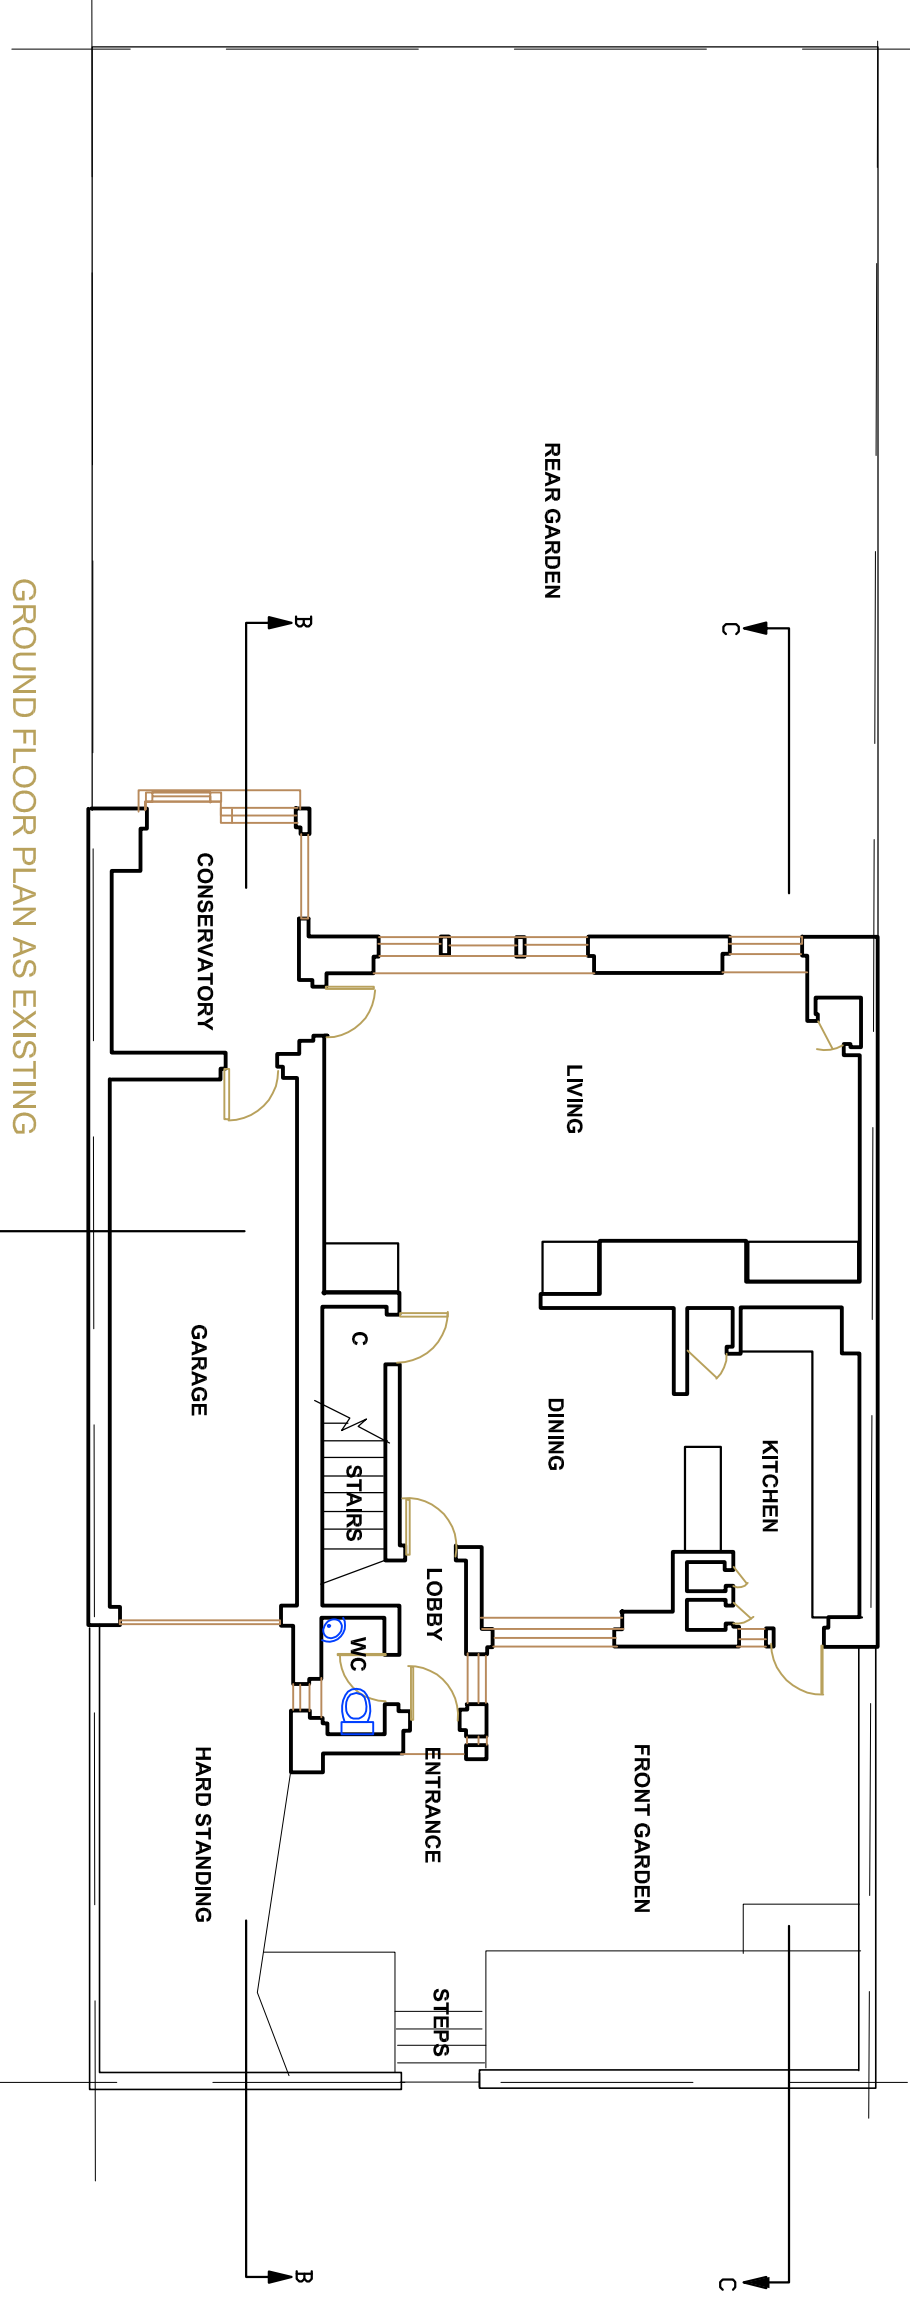 REAR GARDEN
B
C
CONSERVATORY
LIVING
GARAGE
C
DINING
KITCHEN
STAIRS
LOBBY
WC
ENTRANCE
HARD STANDING
FRONT GARDEN
STEPS
B
C
GROUND FLOOR PLAN AS EXISTING